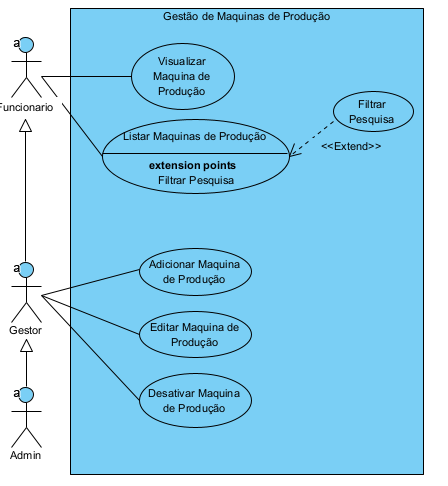 Gestão de Maquinas de Produção
a
Funcionario
Visualizar
Maquina de
Produção
Listar Maquinas de Produção
extension points
Filtrar Pesquisa
Filtrar
Pesquisa
<<Extend>>
a
Gestor
Adicionar Maquina
de Produção
Editar Maquina de
Produção
Desativar Maquina
de Produção
a
Admin